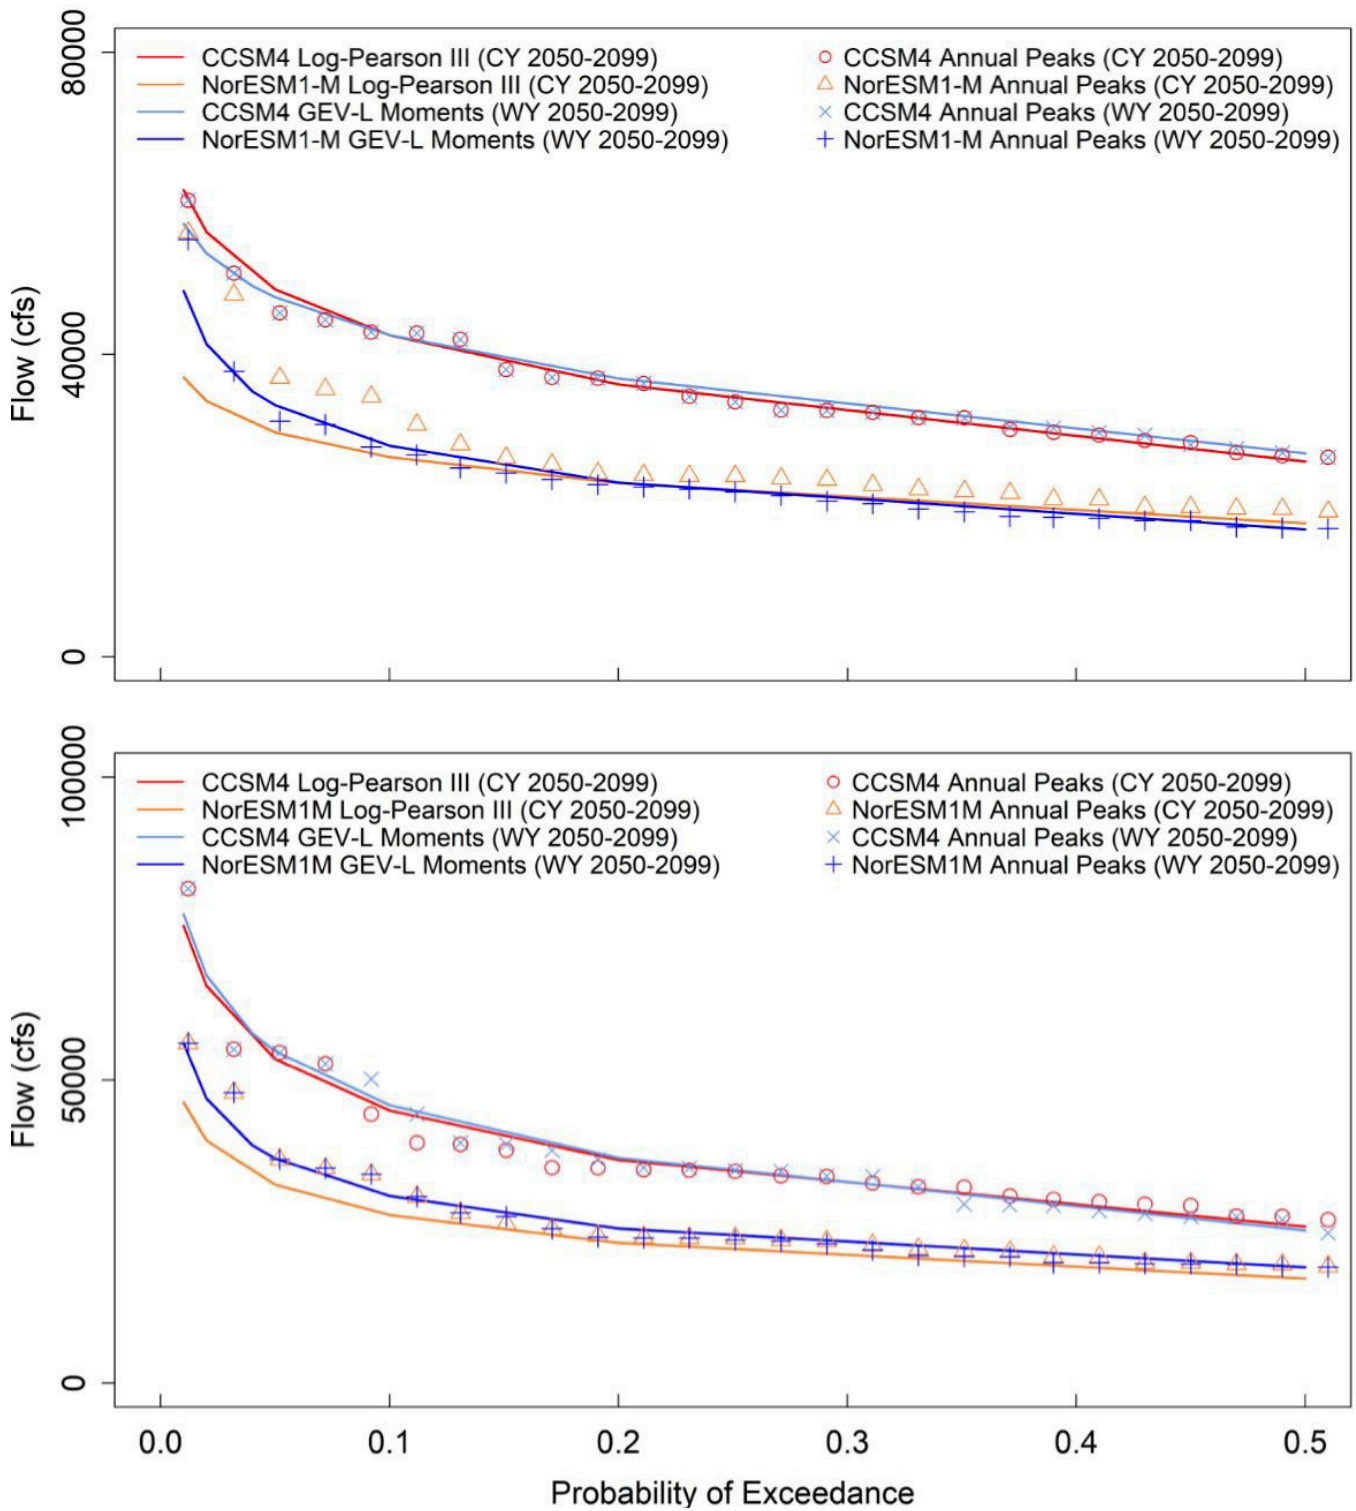 80000
40000
0
Flow (cfs)
CCSM4 Log-Pearson III (CY 2050-2099)
NorESM1-M Log-Pearson III (CY 2050-2099)
CCSM4 GEV-L Moments (WY 2050-2099)
NorESM1-M GEV-L Moments (WY 2050-2099)
CCSM4 Annual Peaks (CY 2050-2099)
NorESM1-M Annual Peaks (CY 2050-2099)
CCSM4 Annual Peaks (WY 2050-2099)
NorESM1-M Annual Peaks (WY 2050-2099)
100000
50000
0
Flow (cfs)
CCSM4 Log-Pearson III (CY 2050-2099)
NorESM1M Log-Pearson III (CY 2050-2099)
CCSM4 GEV-L Moments (WY 2050-2099)
NorESM1M GEV-L Moments (WY 2050-2099)
CCSM4 Annual Peaks (CY 2050-2099)
NorESM1M Annual Peaks (CY 2050-2099)
CCSM4 Annual Peaks (WY 2050-2099)
NorESM1M Annual Peaks (WY 2050-2099)
0.0 0.1 0.2 0.3 0.4 0.5
Probability of Exceedance